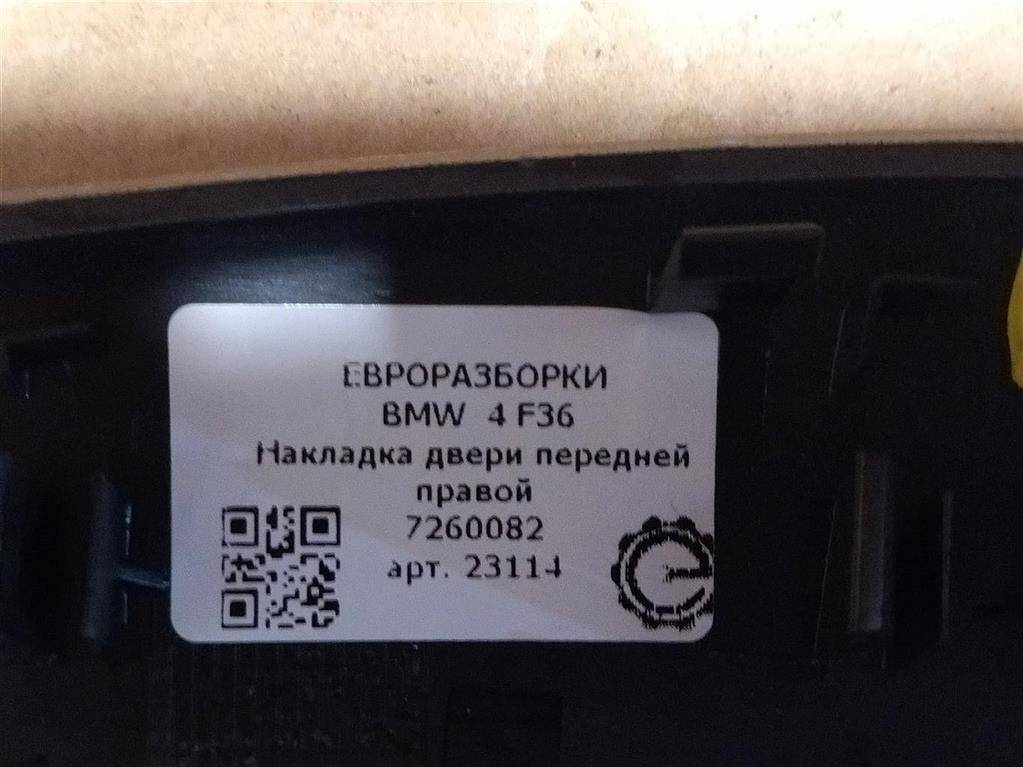 ЕВРОРАЗБОРКИ
BMW 4 F36
Накладка двери передней
правой
7260082
арт. 23114